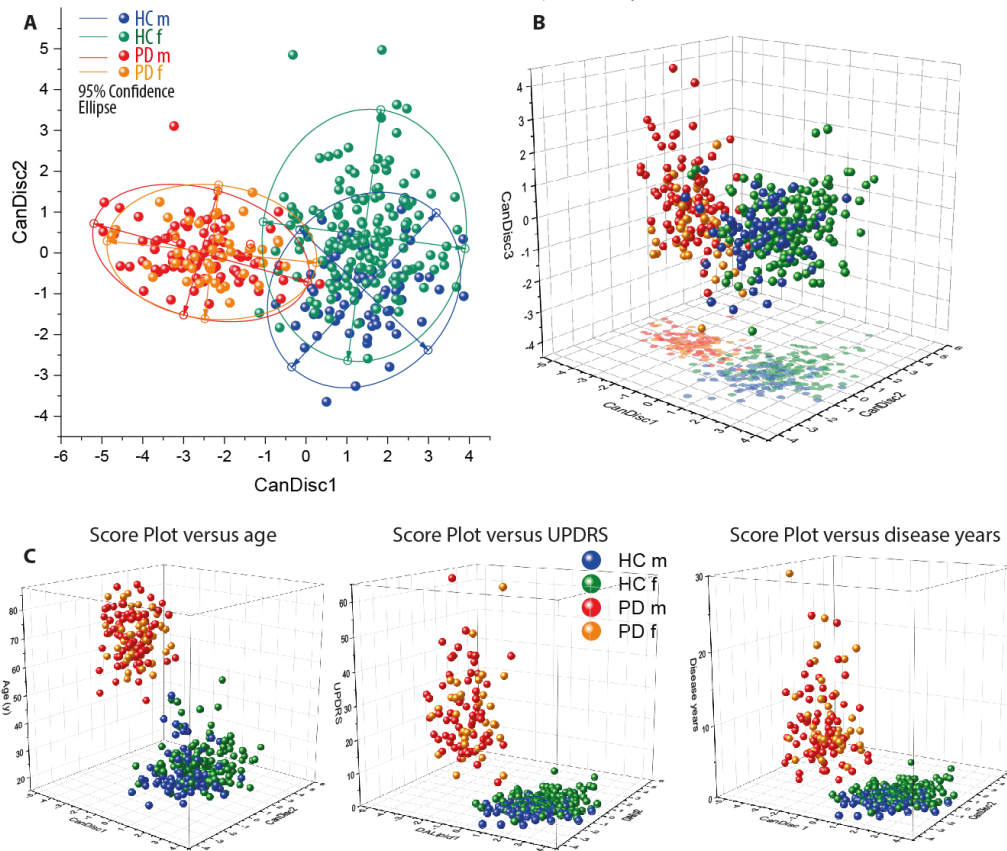 A
HC m
HC f
PD m
PD f
95% Confidence
Ellipse
5
4
3
2
1
0
-1
-2
-3
-4
CanDisc2
-6 -5 -4 -3 -2 -1 0 1 2 3 4
CanDisc1
B
4
3
2
1
0
-1
-2
-3
-4
CanDisc3
CanDisc1
CanDisc2
C
Score Plot versus age
80
70
60
50
40
30
20
Age (y)
CanDisc1
CanDisc2
Score Plot versus UPDRS
60
50
40
30
20
10
0
UPDRS
HC m
HC f
PD m
PD f
Score Plot versus disease years
30
20
10
0
Disease years
CanDisc 1